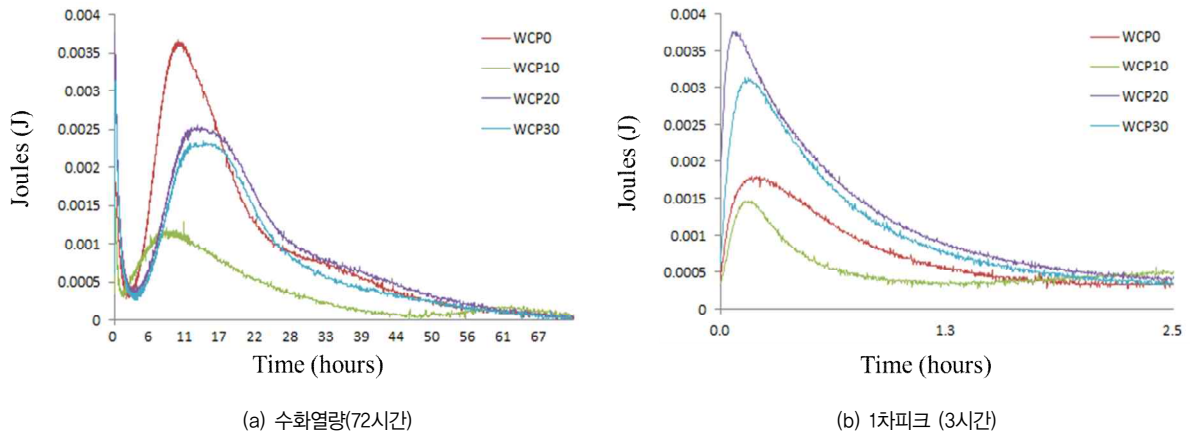 0.004
0.0035
0.003
0.0025
0.002
0.0015
0.001
0.0005
0
Joules (J)
WCP0
WCP10
WCP20
WCP30
0 6 11 17 22 28 33 39 44 50 56 61 67
Time (hours)
(a) 수화열량(72시간)
0.004
0.0035
0.003
0.0025
0.002
0.0015
0.001
0.0005
0
Joules (J)
WCP0
WCP10
WCP20
WCP30
0.0 1.3 2.5
Time (hours)
(b) 1차피크 (3시간)